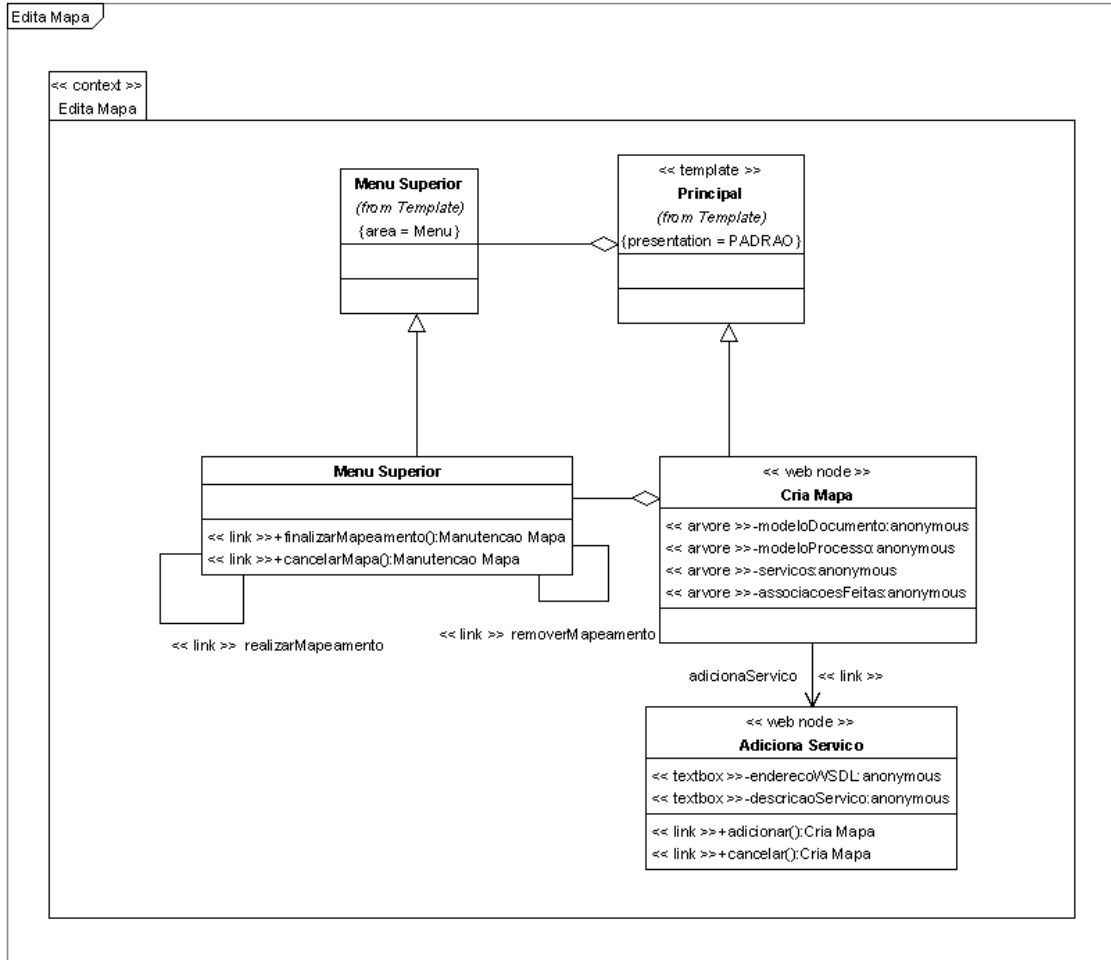 Edita Mapa
<< context >>
Edita Mapa
Menu Superior
(from Template)
{area = Menu}
<< template >>
Principal
(from Template)
{presentation = PADRAO}
Menu Superior
<< link >>+finalizarMapeamento():Manutencao Mapa
<< link >>+cancelarMapa():Manutencao Mapa
<< link >> realizarMapeamento
<< link >> removerMapeamento
<< web node >>
Cria Mapa
<< arvore >>-modeloDocumento:anonymous
<< arvore >>-modeloProcesso:anonymous
<< arvore >>-servicos:anonymous
<< arvore >>-associacoesFeitas:anonymous
adicionaServico << link >>
<< web node >>
Adiciona Servico
<< textbox >>-enderecoWSDL:anonymous
<< textbox >>-descricaoServico:anonymous
<< link >>+adicionar():Cria Mapa
<< link >>+cancelar():Cria Mapa